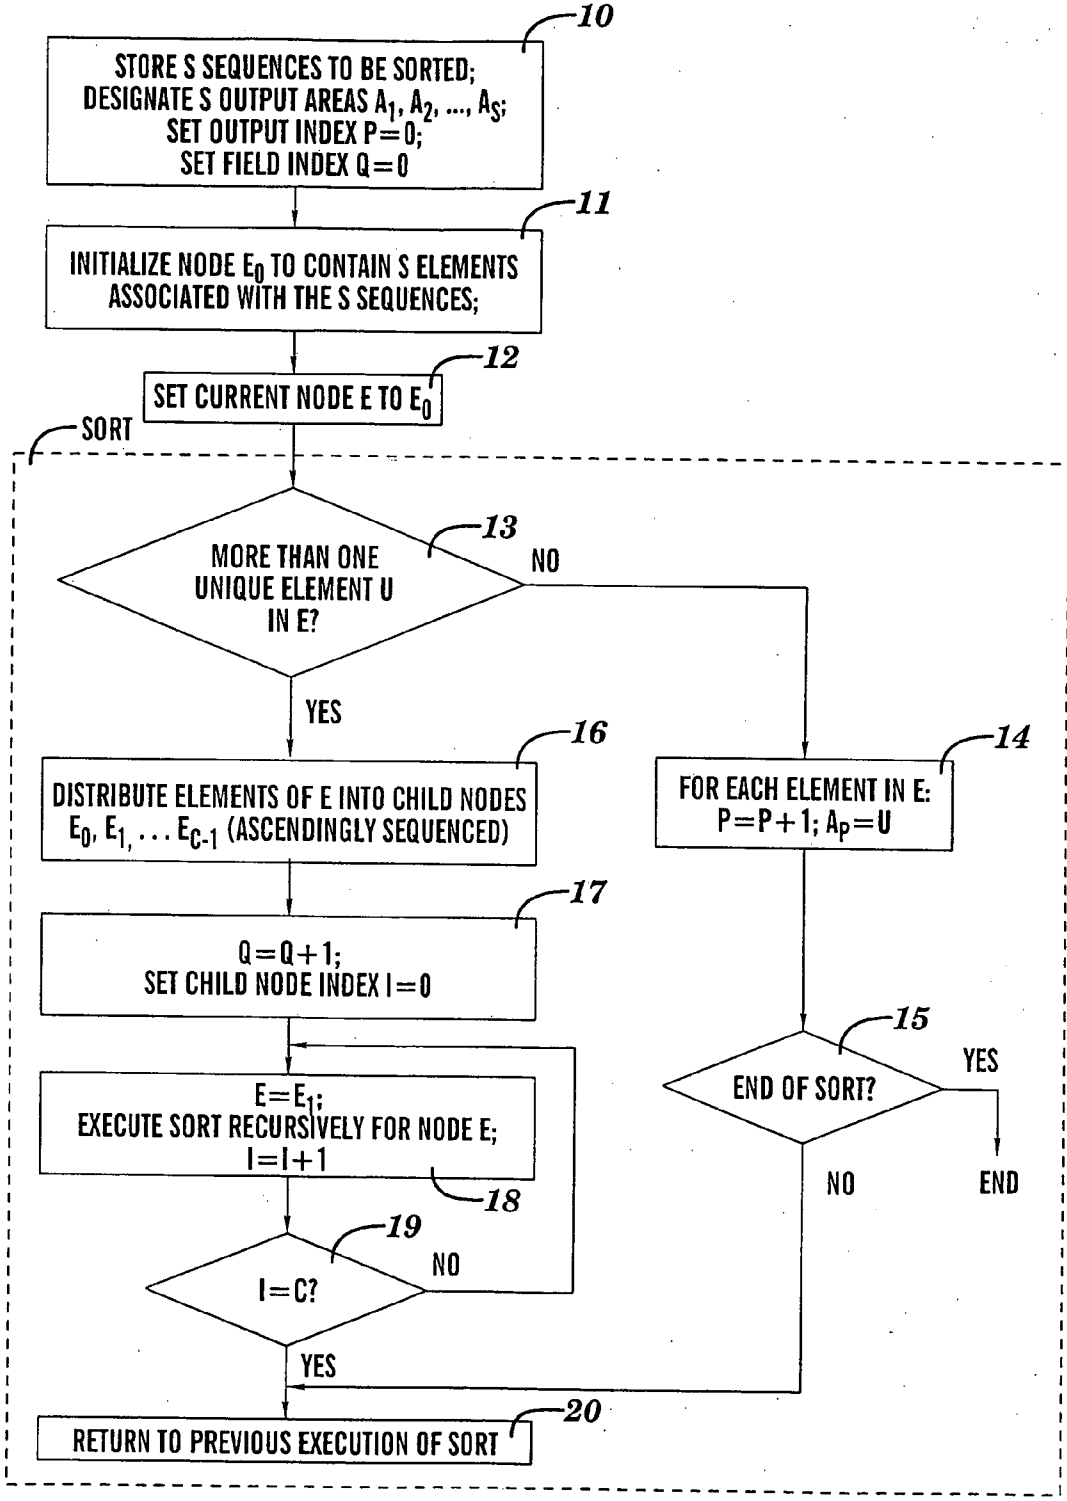 10
STORE S SEQUENCES TO BE SORTED;
DESIGNATE S OUTPUT AREAS A1, A2, ..., AS;
SET OUTPUT INDEX P=0;
SET FIELD INDEX Q=0
11
INITIALIZE NODE E0 TO CONTAIN S ELEMENTS
ASSOCIATED WITH THE S SEQUENCES;
12
SET CURRENT NODE E TO E0
SORT
13
MORE THAN ONE
UNIQUE ELEMENT U
IN E?
NO
YES
16
DISTRIBUTE ELEMENTS OF E INTO CHILD NODES
E0, E1, ... EC-1 (ASCENDINGLY SEQUENCED)
14
FOR EACH ELEMENT IN E:
P=P+1; AP=U
17
Q=Q+1;
SET CHILD NODE INDEX I=0
15
END OF SORT?
YES
END
NO
E=E1;
EXECUTE SORT RECURSIVELY FOR NODE E;
I=I+1
18
19
I=C?
NO
YES
20
RETURN TO PREVIOUS EXECUTION OF SORT